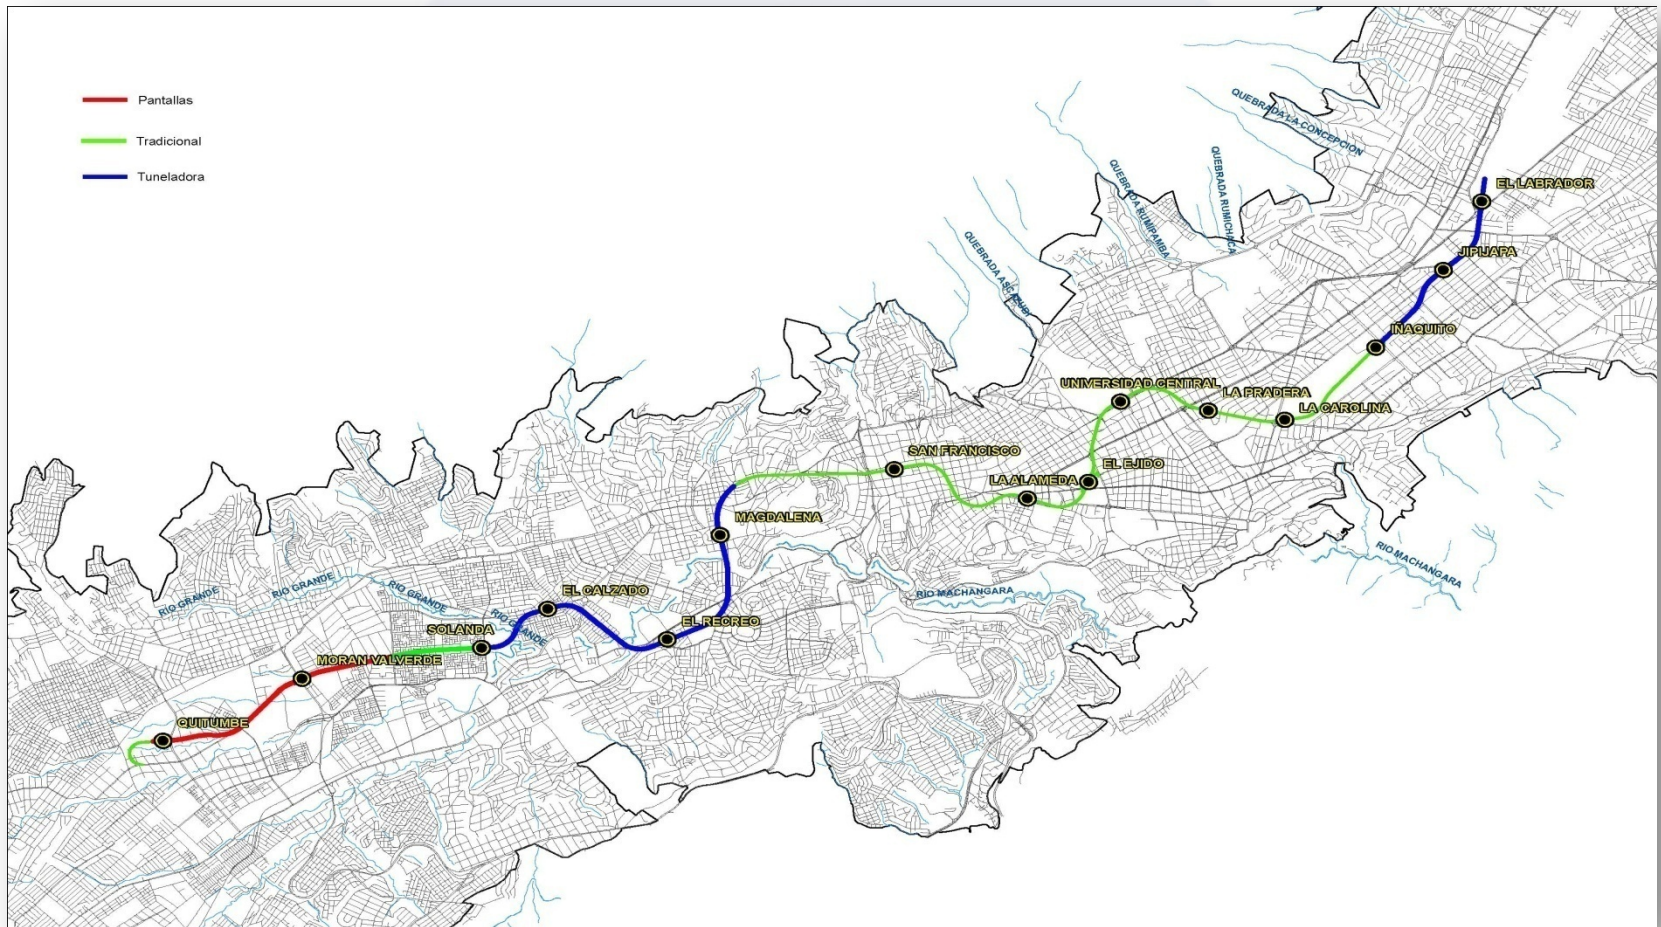 Pantallas
Tradicional
Tuneladora
QUEBRADA LA CONCEPCION
QUEBRADA RUMICHACA
QUEBRADA RUMIPAMBA
QUEBRADA ASCAZUBI
EL LABRADOR
JIPIJAPA
IÑAQUITO
UNIVERSIDAD CENTRAL
LA PRADERA
LA CAROLINA
SAN FRANCISCO
EL EJIDO
LA ALAMEDA
MAGDALENA
RIO MACHANGARA
RIO MACHANGARA
RIO GRANDE
RIO GRANDE
RIO GRANDE
RIO GRANDE
EL CALZADO
EL RECREO
SOLANDA
MORAN VALVERDE
QUITUMBE